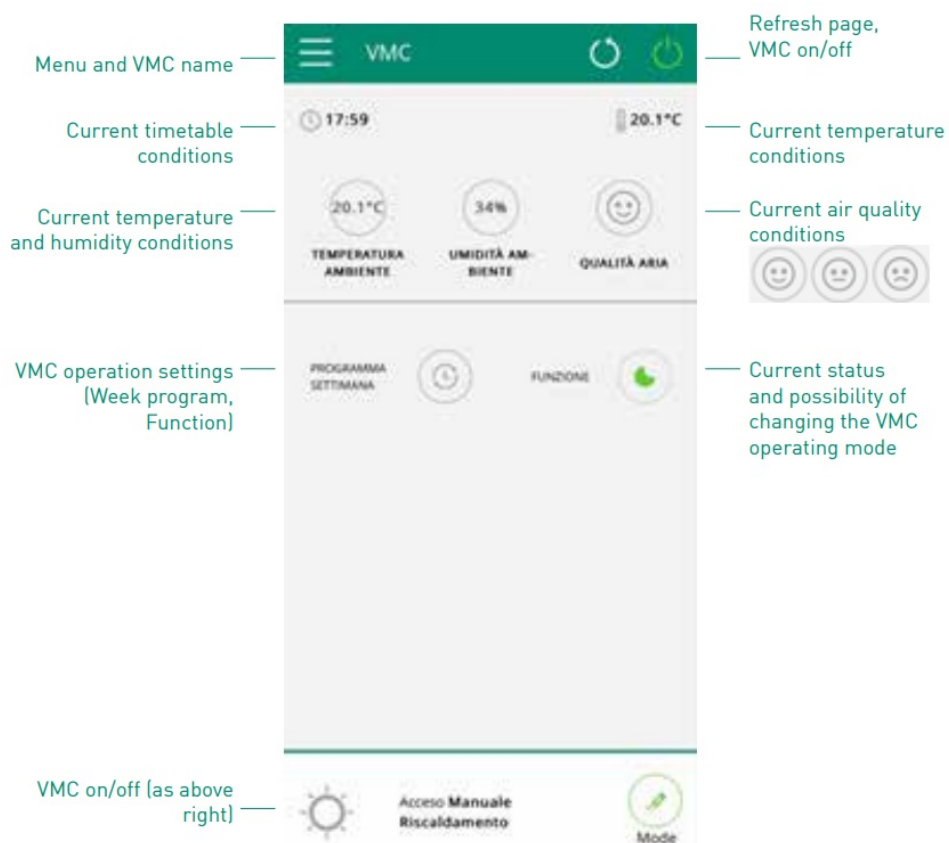 Menu and VMC name
VMC
Refresh page,
VMC on/off
Current timetable
conditions
17:59
20.1°C
Current temperature
conditions
Current temperature
and humidity conditions
20.1°C
34%
TEMPERATURA
AMBIENTE
UMIDITÀ AM-
BIENTE
QUALITÀ ARIA
Current air quality
conditions
VMC operation settings
(Week program,
Function)
PROGRAMMA
SETTIMANA
FUNZIONE
Current status
and possibility of
changing the VMC
operating mode
VMC on/off (as above
right)
Acceso Manuale
Riscaldamento
Mode